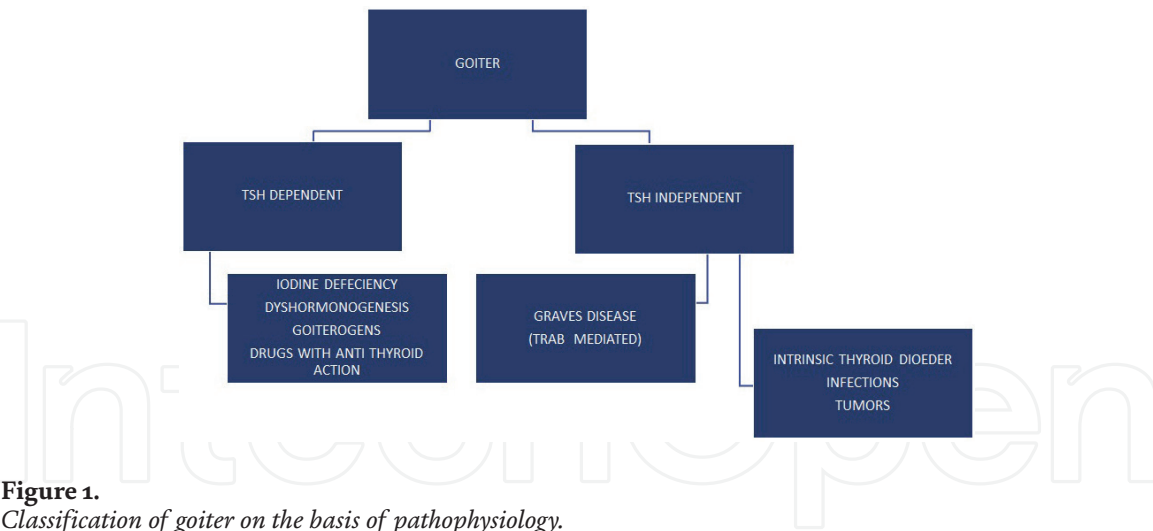 GOITER
TSH DEPENDENT
TSH INDEPENDENT
IODINE DEFECIENCY
DYSHORMONOGENESIS
GOITEROGENS
DRUGS WITH ANTI THYROID
ACTION
GRAVES DISEASE
(TRAB MEDIATED)
INTRINSIC THYROID DIOEDER
INFECTIONS
TUMORS
IntechOpen
Figure 1.
Classification of goiter on the basis of pathophysiology.